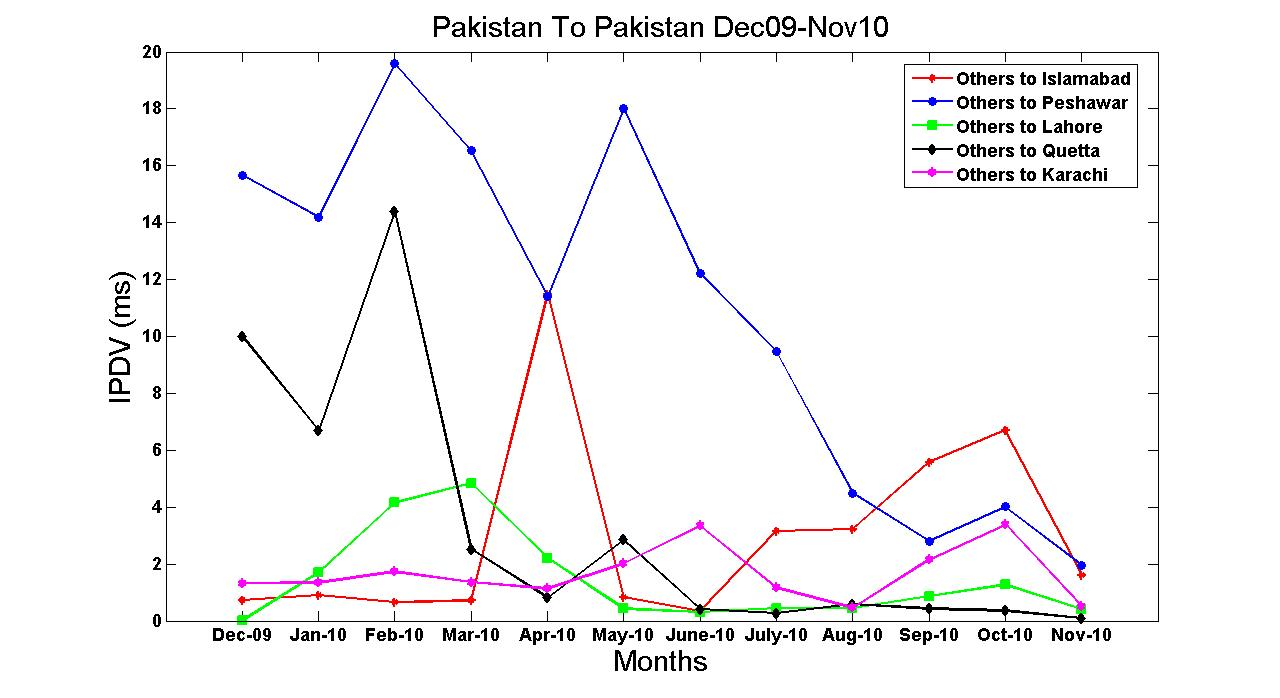 Pakistan To Pakistan Dec09-Nov10
Others to Islamabad
Others to Peshawar
Others to Lahore
Others to Quetta
Others to Karachi
IPDV (ms)
20
18
16
14
12
10
8
6
4
2
0
Dec-09 Jan-10 Feb-10 Mar-10 Apr-10 May-10 June-10 July-10 Aug-10 Sep-10 Oct-10 Nov-10
Months